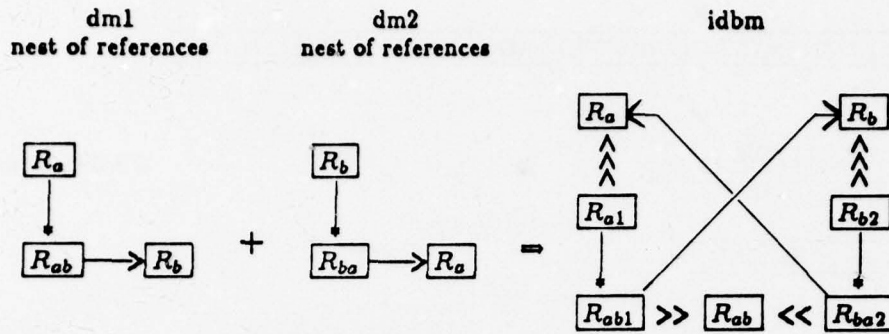 dm1 dm2 idbm
nest of references nest of references
R_a R_b
R_a R_b
R_a1 R_b2
R_ab R_b + R_ba R_a =
R_ab1 >> R_ab << R_ba2